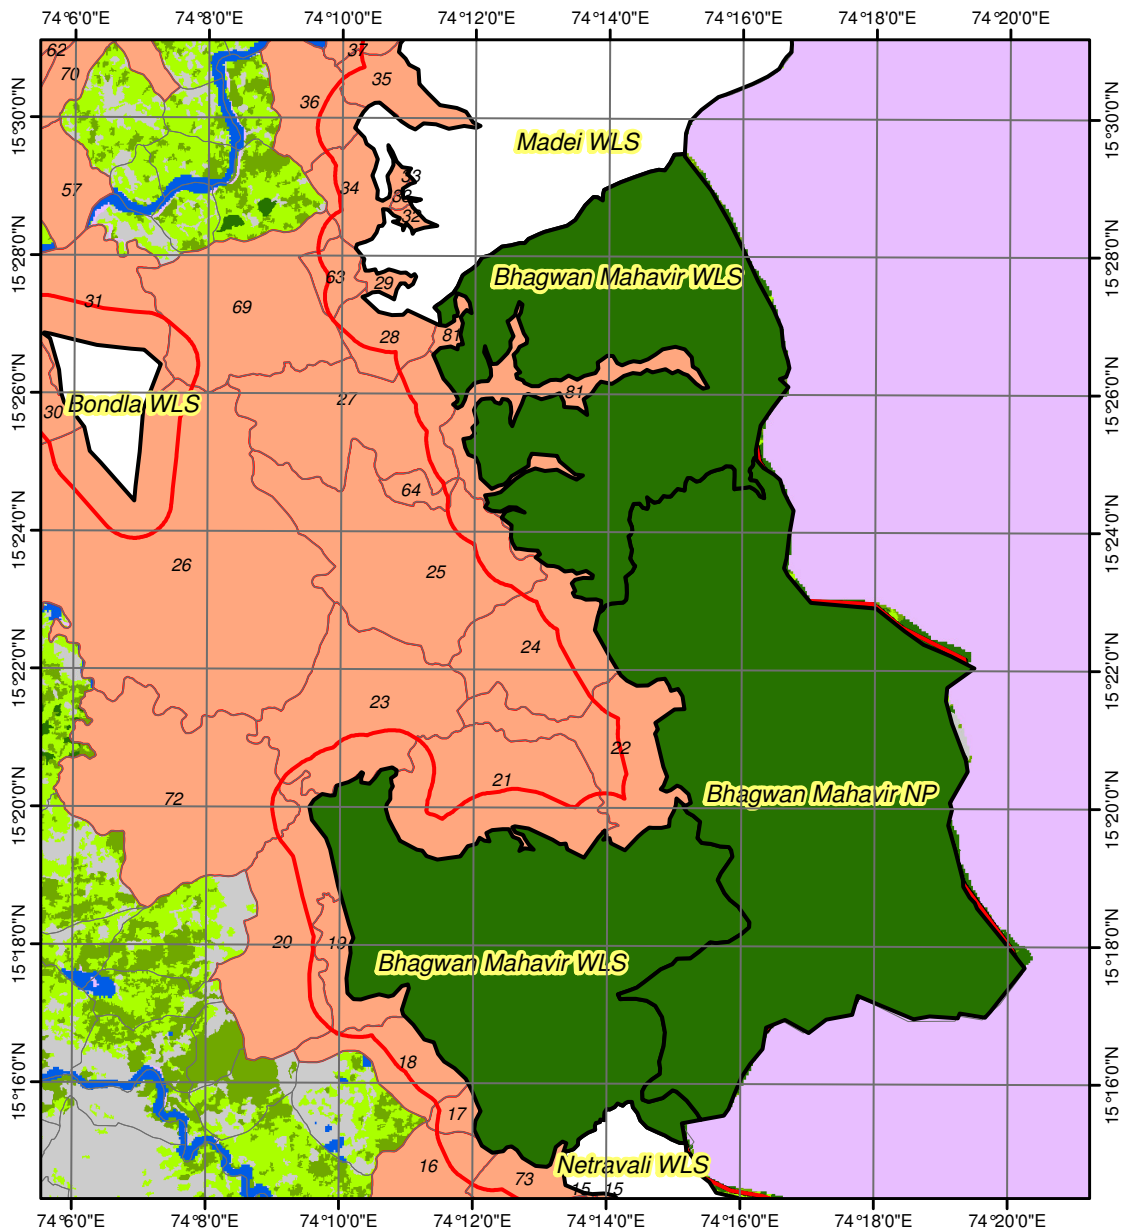 74°6'0"E 74°8'0"E 74°10'0"E 74°12'0"E 74°14'0"E 74°16'0"E 74°18'0"E 74°20'0"E
62 37
70 35
36
15°30'0"N 15°30'0"N
Madei WLS
33
57 34 33
32
15°28'0"N 15°28'0"N
63 29 Bhagwan Mahavir WLS
31 69
28 81
15°26'0"N 15°26'0"N
30 Bondla WLS 27 81
64
15°24'0"N 15°24'0"N
26 25
24
15°22'0"N 15°22'0"N
23
22
21
72 Bhagwan Mahavir NP
15°20'0"N 15°20'0"N
20 19
15°18'0"N 15°18'0"N
Bhagwan Mahavir WLS
18
15°16'0"N 15°16'0"N
17
16 73 Netravali WLS
15 15
74°6'0"E 74°8'0"E 74°10'0"E 74°12'0"E 74°14'0"E 74°16'0"E 74°18'0"E 74°20'0"E